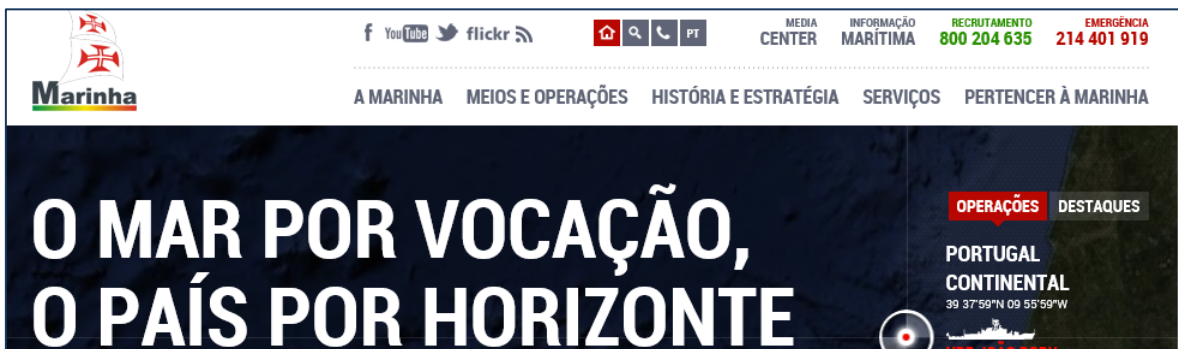 f YouTube flickr
PT
MEDIA CENTER
INFORMAÇÃO MARÍTIMA
RECRUTAMENTO 800 204 635
EMERGÊNCIA 214 401 919
Marinha
A MARINHA MEIOS E OPERAÇÕES HISTÓRIA E ESTRATÉGIA SERVIÇOS PERTENCER À MARINHA
O MAR POR VOCAÇÃO,
O PAÍS POR HORIZONTE
OPERAÇÕES DESTAQUES
PORTUGAL
CONTINENTAL
39 37'59"N 09 55'59"W